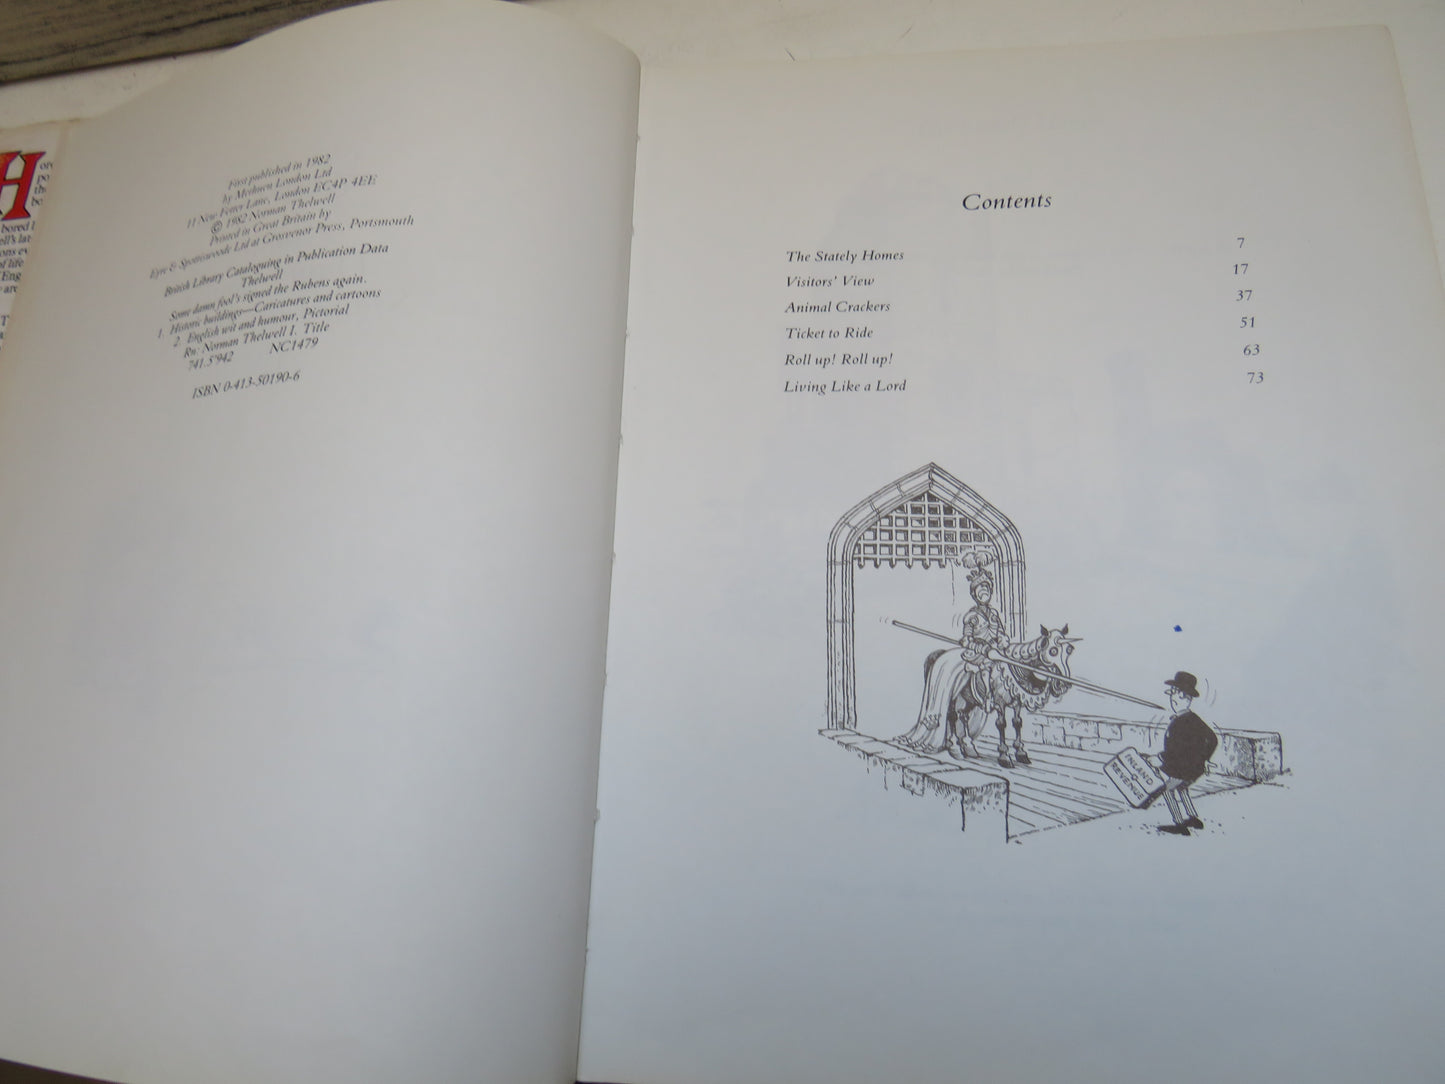 First published in 1982
by Methuen London Ltd
11 New Fetter Lane, London EC4P 4EE
© 1982 Norman Thelwell
Printed in Great Britain by
Eyre & Spottiswoode Ltd at Grosvenor Press, Portsmouth
British Library Cataloguing in Publication Data
Thelwell
Some damn fool's signed the Rubens again.
1. Historic buildings—Caricatures and cartoons
2. English wit and humour, Pictorial
Rn: Norman Thelwell I. Title
741.5'942 NC1479
ISBN 0-413-50190-6
Contents
The Stately Homes 7
Visitors' View 17
Animal Crackers 37
Ticket to Ride 51
Roll up! Roll up! 63
Living Like a Lord 73
INLAND
REVENUE
H
bored